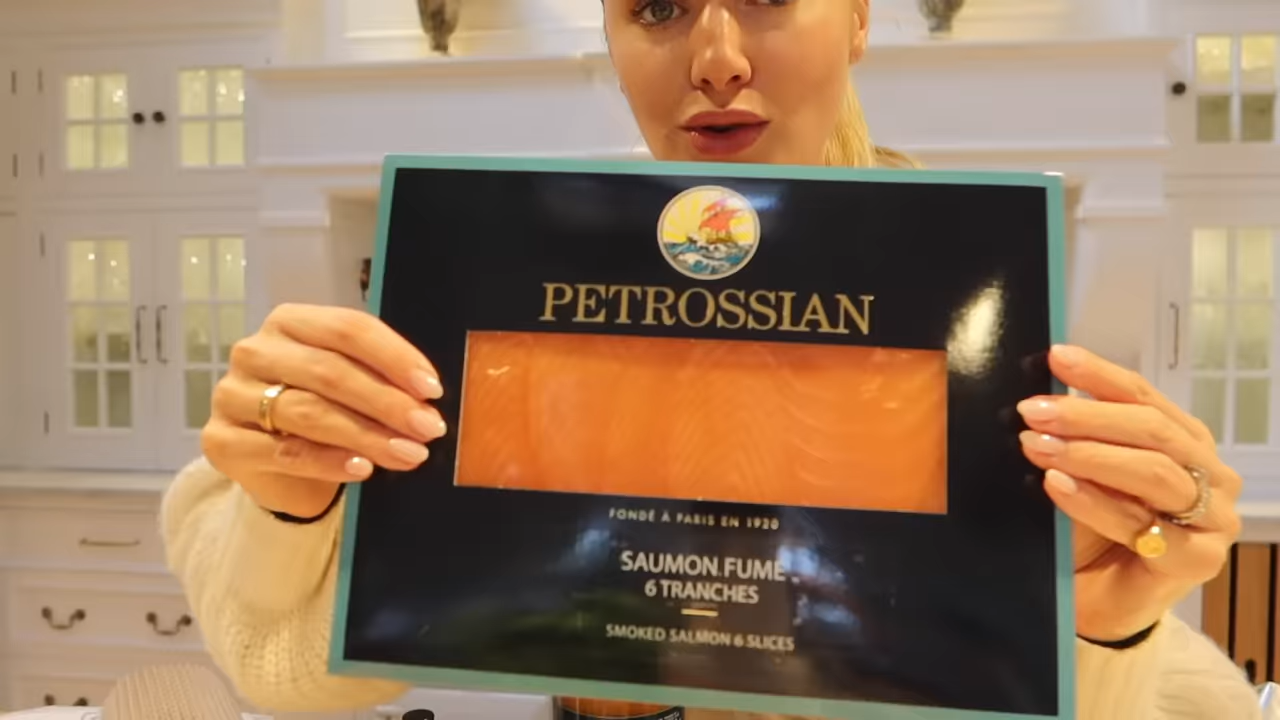 PETROSSIAN
FONDÉ À PARIS EN 1920
SAUMON FUMÉ
6 TRANCHES
SMOKED SALMON 6 SLICES